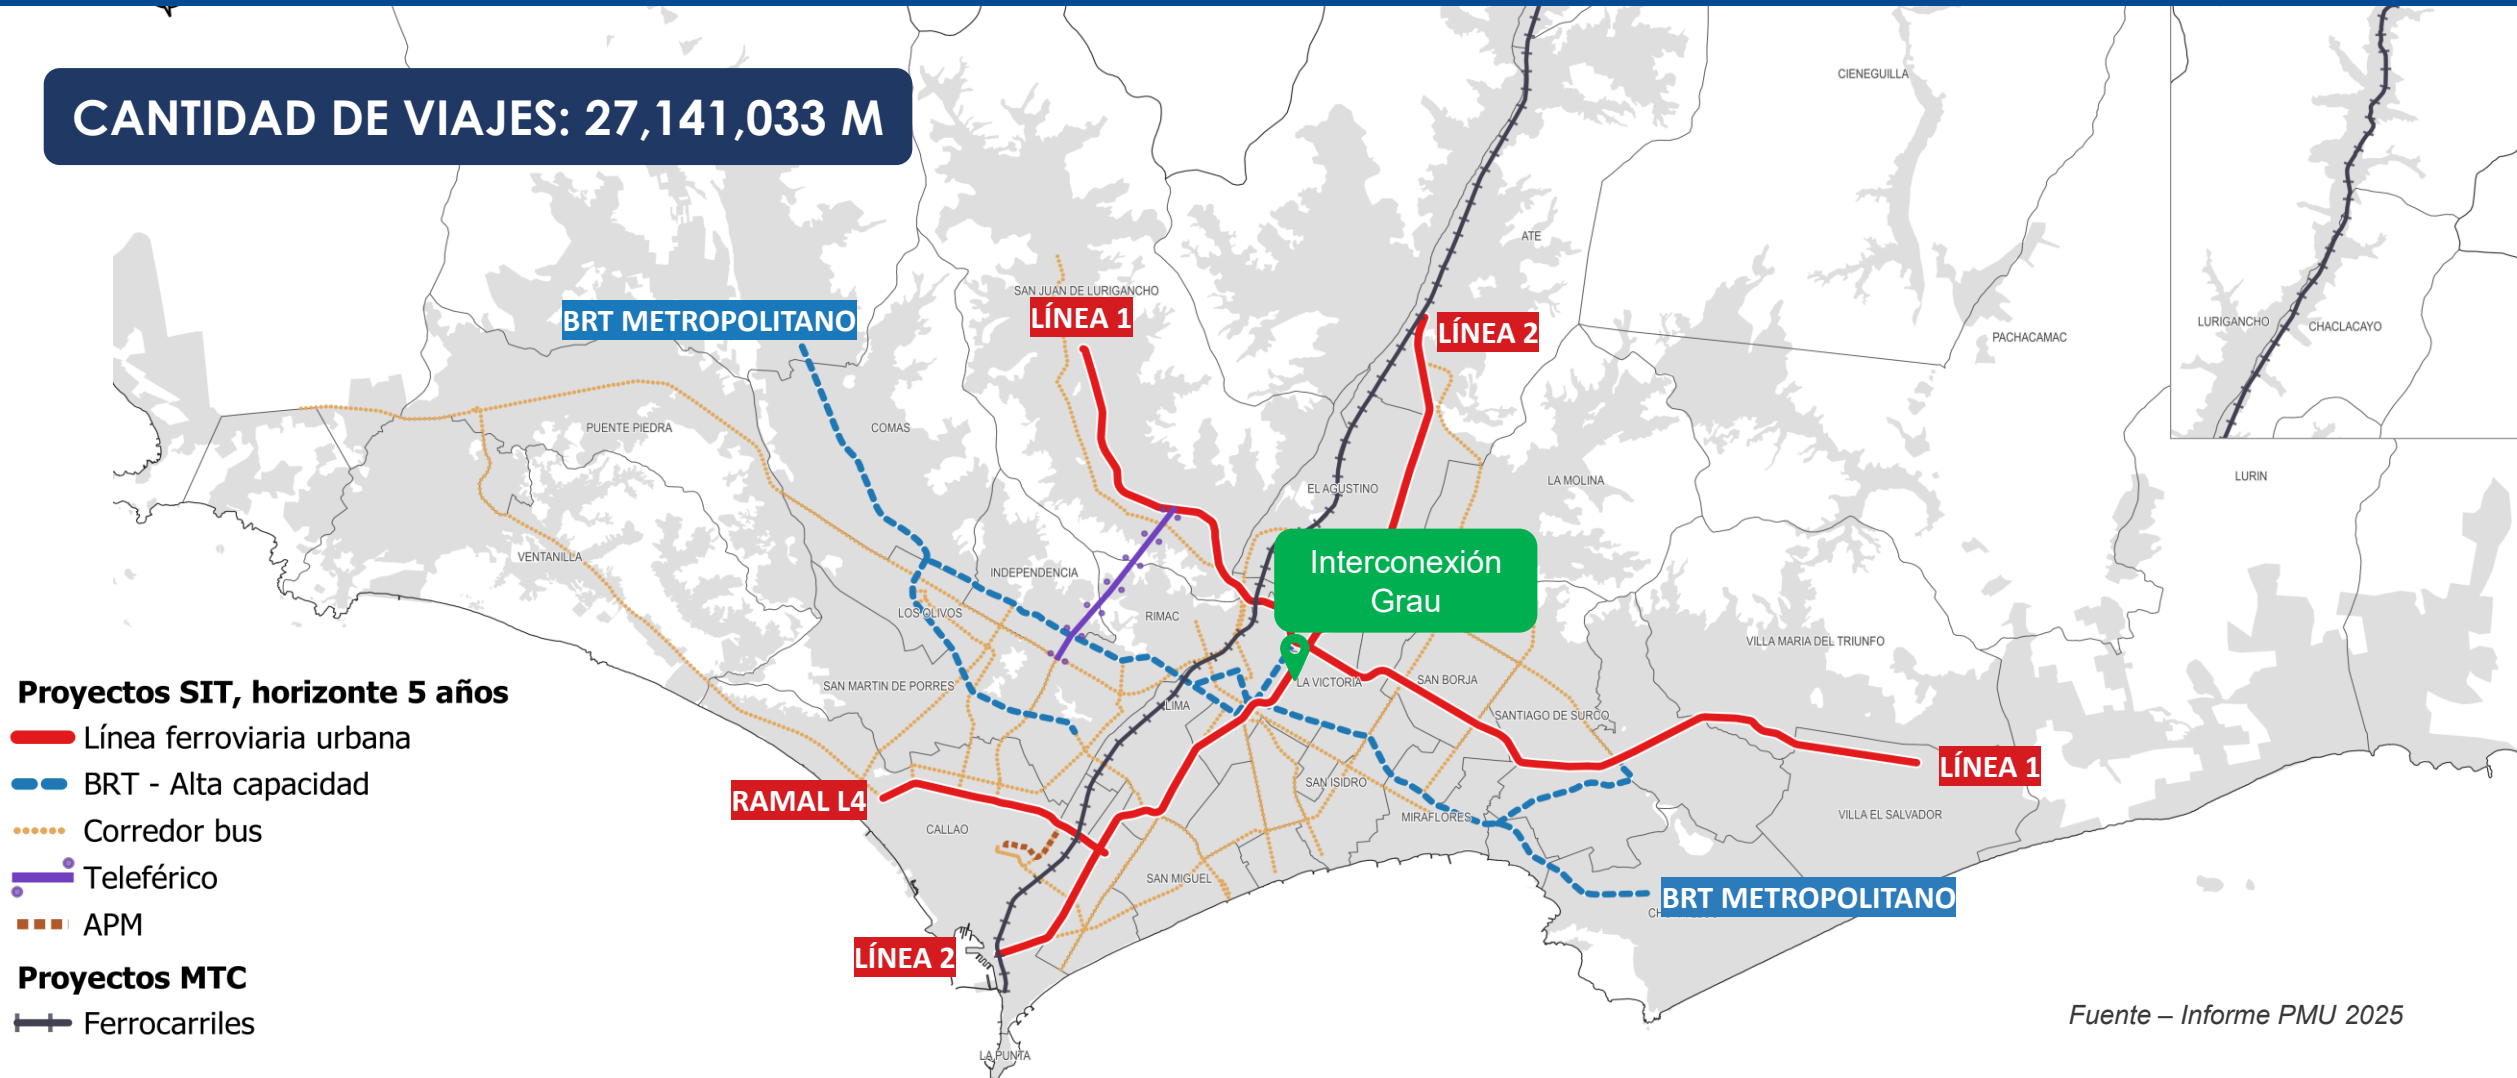 CANTIDAD DE VIAJES: 27,141,033 M
CIENEGUILLA
ATE
SAN JUAN DE LURIGANCHO
LÍNEA 1
BRT METROPOLITANO
LÍNEA 2
LURIGANCHO
CHACLACAYO
PACHACAMAC
PUENTE PIEDRA
COMAS
LA MOLINA
EL AGUSTINO
LURIN
VENTANILLA
INDEPENDENCIA
Interconexión
Grau
LOS OLIVOS
RIMAC
VILLA MARIA DEL TRIUNFO
SAN MARTIN DE PORRES
LA VICTORIA
SAN BORJA
LIMA
SANTIAGO DE SURCO
LÍNEA 1
SAN ISIDRO
RAMAL L4
MIRAFLORES
VILLA EL SALVADOR
CALLAO
SAN MIGUEL
BRT METROPOLITANO
LÍNEA 2
LA PUNTA
Proyectos SIT, horizonte 5 años
Línea ferroviaria urbana
BRT - Alta capacidad
Corredor bus
Teleférico
APM
Proyectos MTC
Ferrocarriles
Fuente – Informe PMU 2025